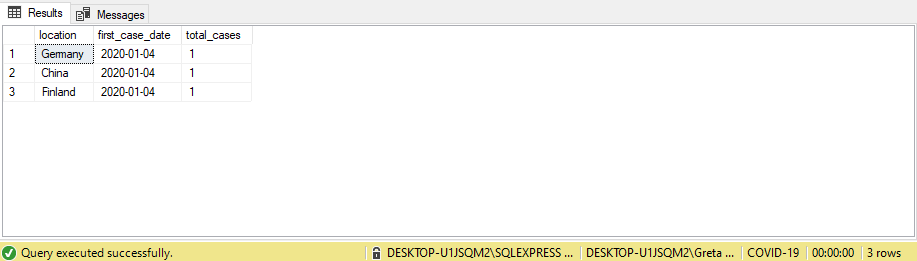 Results Messages
location first_case_date total_cases
1 Germany 2020-01-04 1
2 China 2020-01-04 1
3 Finland 2020-01-04 1
Query executed successfully. DESKTOP-U1JSQM2\SQLEXPRESS ... DESKTOP-U1JSQM2\Greta ... COVID-19 00:00:00 3 rows